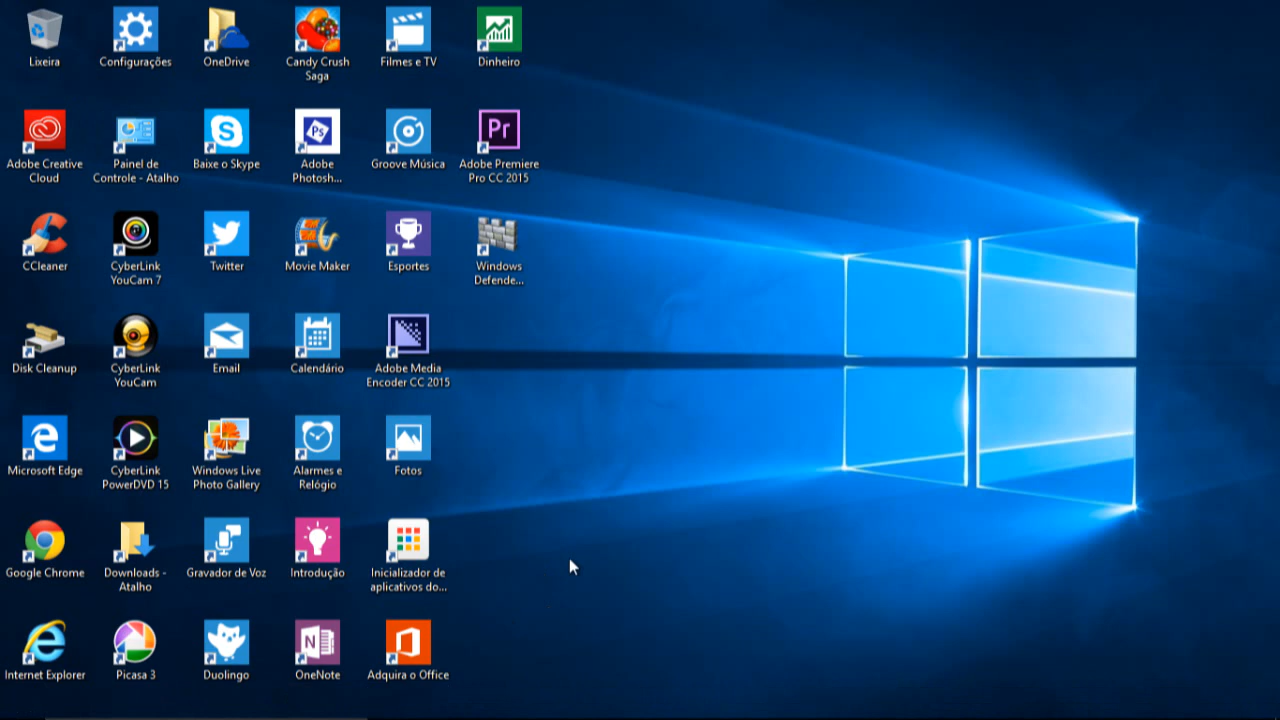 Lixeira
Configurações
OneDrive
Candy Crush
Saga
Filmes e TV
Dinheiro
Adobe Creative
Cloud
Painel de
Controle - Atalho
Baixe o Skype
Adobe
Photosh...
Groove Música
Adobe Premiere
Pro CC 2015
CCleaner
CyberLink
YouCam 7
Twitter
Movie Maker
Esportes
Windows
Defende...
Disk Cleanup
CyberLink
YouCam
Email
Calendário
Adobe Media
Encoder CC 2015
Microsoft Edge
CyberLink
PowerDVD 15
Windows Live
Photo Gallery
Alarmes e
Relógio
Fotos
Google Chrome
Downloads -
Atalho
Gravador de Voz
Introdução
Inicializador de
aplicativos do...
Internet Explorer
Picasa 3
Duolingo
OneNote
Adquira o Office